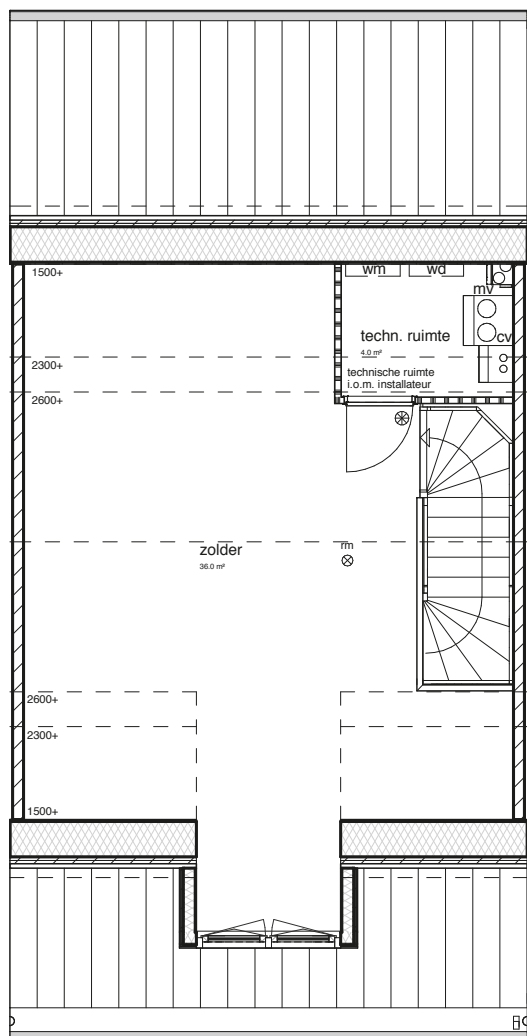 1500+
wm
wd
mv
techn. ruimte
4.0 m²
cv
2300+
technische ruimte
i.o.m. installateur
2600+
zolder
36.0 m²
rm
2600+
2300+
1500+